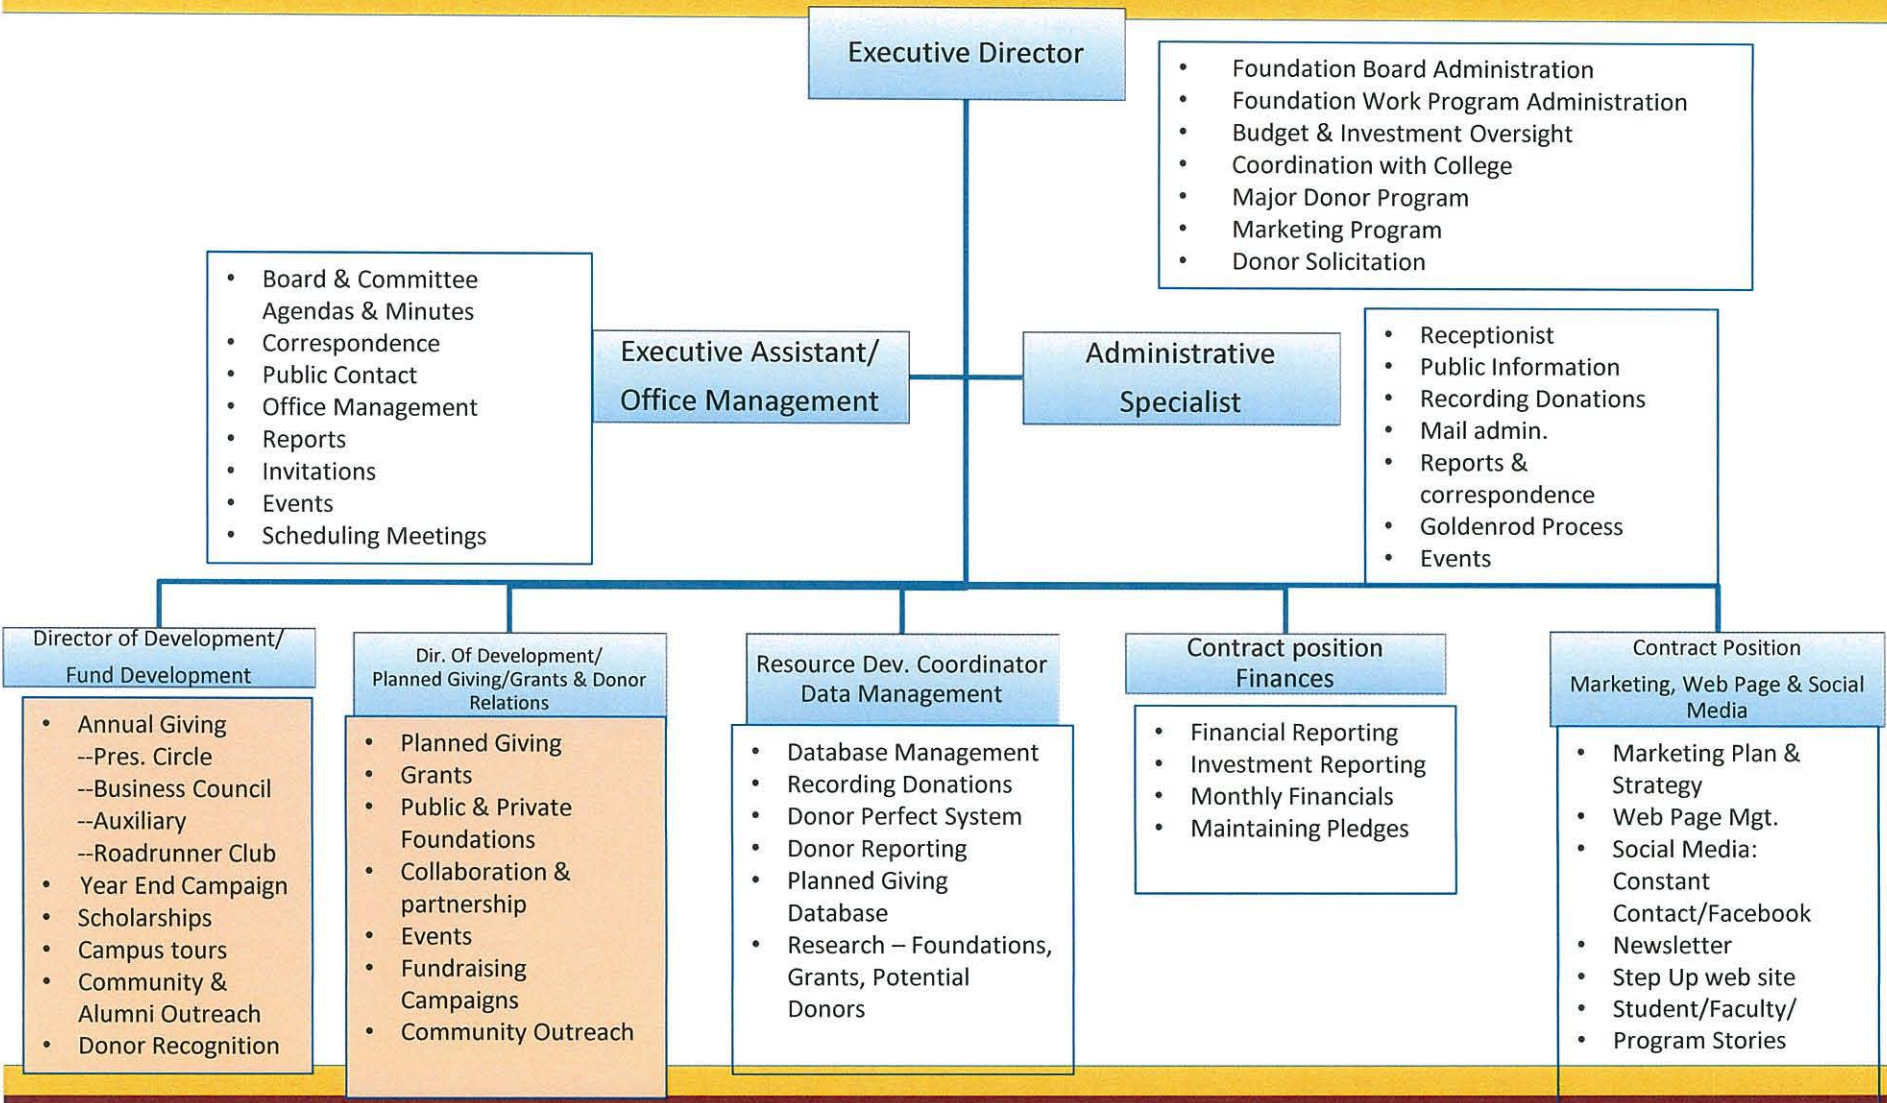 Executive Director
• Foundation Board Administration
• Foundation Work Program Administration
• Budget & Investment Oversight
• Coordination with College
• Major Donor Program
• Marketing Program
• Donor Solicitation
• Board & Committee
Agendas & Minutes
• Correspondence
• Public Contact
• Office Management
• Reports
• Invitations
• Events
• Scheduling Meetings
Executive Assistant/
Office Management
Administrative
Specialist
• Receptionist
• Public Information
• Recording Donations
• Mail admin.
• Reports &
correspondence
• Goldenrod Process
• Events
Director of Development/
Fund Development
• Annual Giving
--Pres. Circle
--Business Council
--Auxiliary
--Roadrunner Club
• Year End Campaign
• Scholarships
• Campus tours
• Community &
Alumni Outreach
• Donor Recognition
Dir. Of Development/
Planned Giving/Grants & Donor
Relations
• Planned Giving
• Grants
• Public & Private
Foundations
• Collaboration &
partnership
• Events
• Fundraising
Campaigns
• Community Outreach
Resource Dev. Coordinator
Data Management
• Database Management
• Recording Donations
• Donor Perfect System
• Donor Reporting
• Planned Giving
Database
• Research – Foundations,
Grants, Potential
Donors
Contract position
Finances
• Financial Reporting
• Investment Reporting
• Monthly Financials
• Maintaining Pledges
Contract Position
Marketing, Web Page & Social
Media
• Marketing Plan &
Strategy
• Web Page Mgt.
• Social Media:
Constant
Contact/Facebook
• Newsletter
• Step Up web site
• Student/Faculty/
• Program Stories